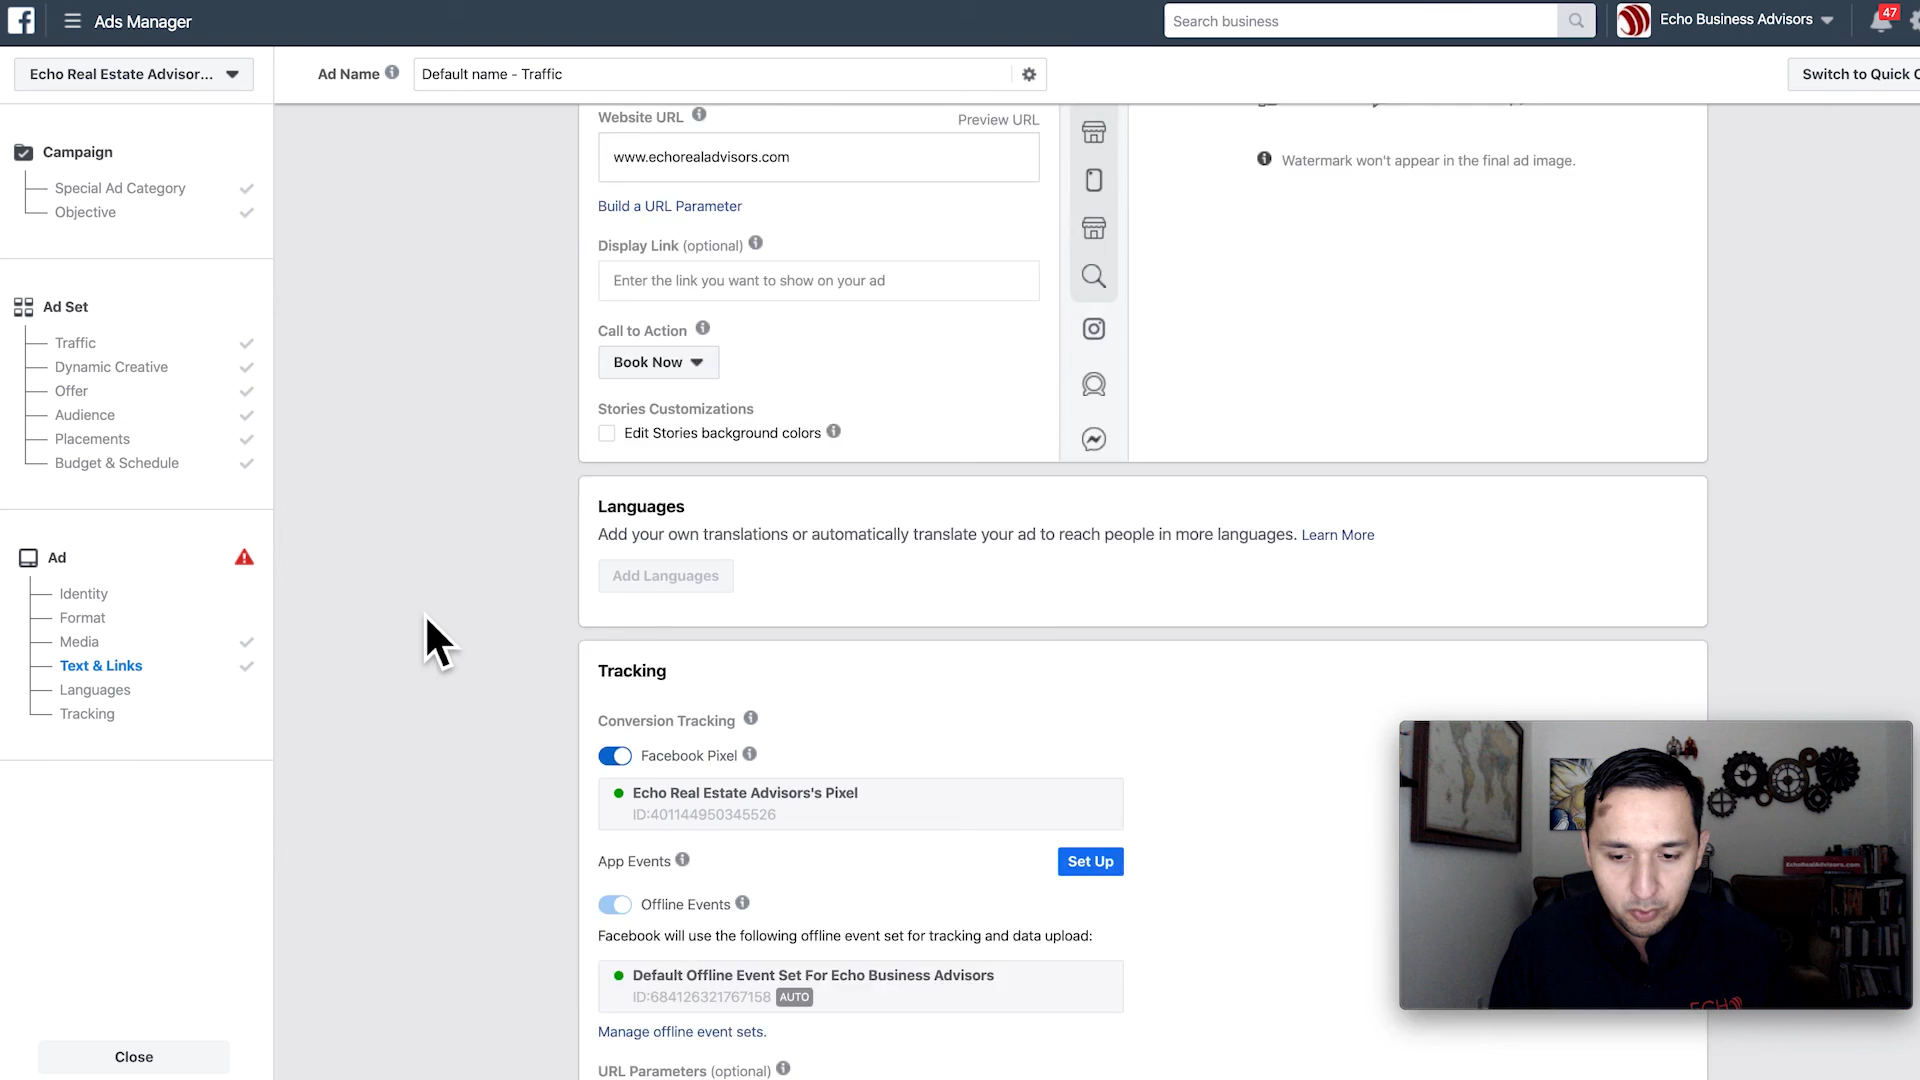 Ads Manager
Search business
Echo Business Advisors
47
Echo Real Estate Advisor...
Ad Name
Default name - Traffic
Switch to Quick C
Campaign
Special Ad Category
Objective
Ad Set
Traffic
Dynamic Creative
Offer
Audience
Placements
Budget & Schedule
Ad
Identity
Format
Media
Text & Links
Languages
Tracking
Close
Website URL
Preview URL
www.echorealadvisors.com
Build a URL Parameter
Display Link (optional)
Enter the link you want to show on your ad
Call to Action
Book Now
Stories Customizations
Edit Stories background colors
Watermark won't appear in the final ad image.
Languages
Add your own translations or automatically translate your ad to reach people in more languages. Learn More
Add Languages
Tracking
Conversion Tracking
Facebook Pixel
Echo Real Estate Advisors's Pixel
ID:401144950345526
App Events
Set Up
Offline Events
Facebook will use the following offline event set for tracking and data upload:
Default Offline Event Set For Echo Business Advisors
ID:684126321767158 AUTO
Manage offline event sets.
URL Parameters (optional)
EchoRealAdvisors.com
ECHO